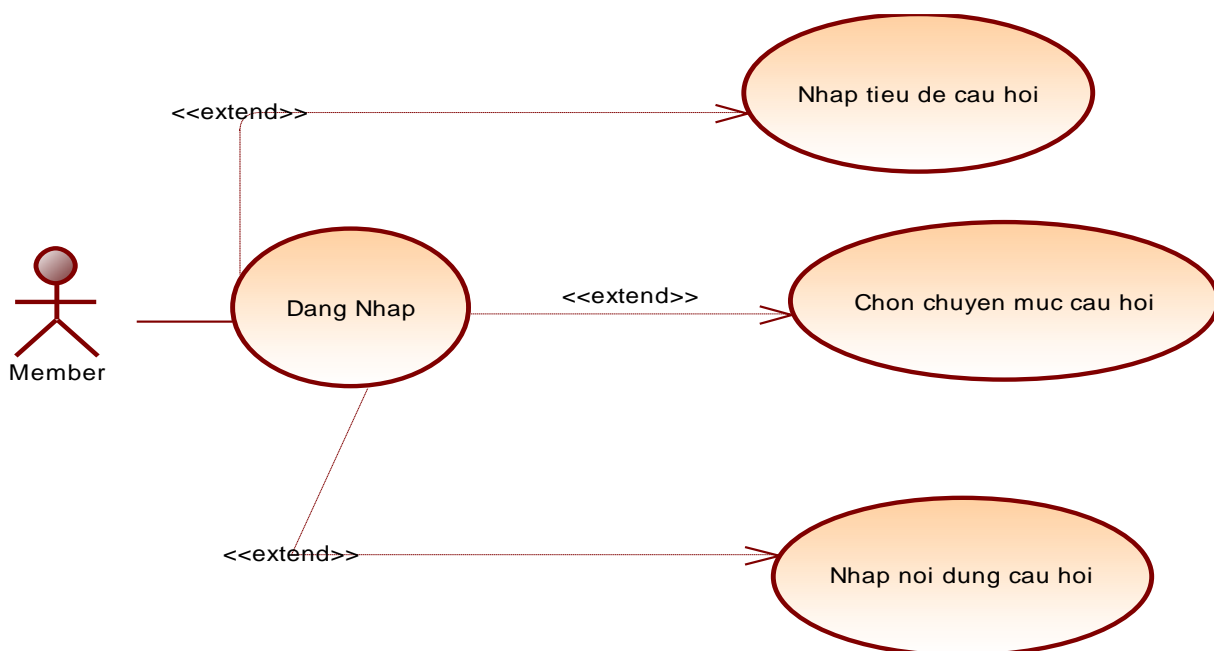 Nhap tieu de cau hoi
<<extend>>
Dang Nhap
<<extend>>
Chon chuyen muc cau hoi
Member
<<extend>>
Nhap noi dung cau hoi